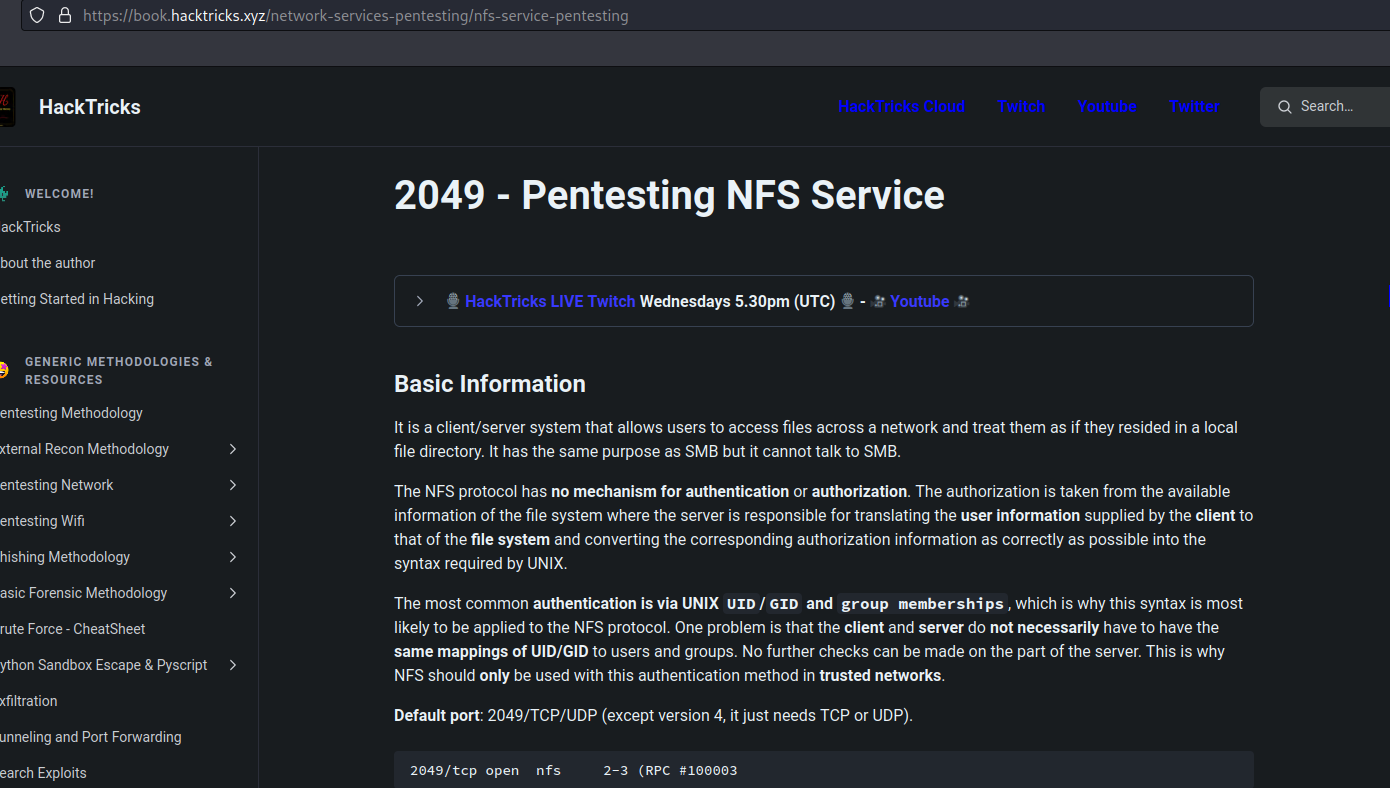 https://book.hacktricks.xyz/network-services-pentesting/nfs-service-pentesting
HackTricks
HackTricks Cloud
Twitch
Youtube
Twitter
Search…
WELCOME!
ackTricks
bout the author
etting Started in Hacking
GENERIC METHODOLOGIES &
RESOURCES
entesting Methodology
xternal Recon Methodology
entesting Network
entesting Wifi
hishing Methodology
asic Forensic Methodology
rute Force - CheatSheet
ython Sandbox Escape & Pyscript
xfiltration
unneling and Port Forwarding
earch Exploits
2049 - Pentesting NFS Service
HackTricks LIVE Twitch Wednesdays 5.30pm (UTC) 🎙️ - 🎥 Youtube 🎥
Basic Information
It is a client/server system that allows users to access files across a network and treat them as if they resided in a local
file directory. It has the same purpose as SMB but it cannot talk to SMB.
The NFS protocol has no mechanism for authentication or authorization. The authorization is taken from the available
information of the file system where the server is responsible for translating the user information supplied by the client to
that of the file system and converting the corresponding authorization information as correctly as possible into the
syntax required by UNIX.
The most common authentication is via UNIX UID/GID and group memberships, which is why this syntax is most
likely to be applied to the NFS protocol. One problem is that the client and server do not necessarily have to have the
same mappings of UID/GID to users and groups. No further checks can be made on the part of the server. This is why
NFS should only be used with this authentication method in trusted networks.
Default port: 2049/TCP/UDP (except version 4, it just needs TCP or UDP).
2049/tcp open  nfs     2-3 (RPC #100003